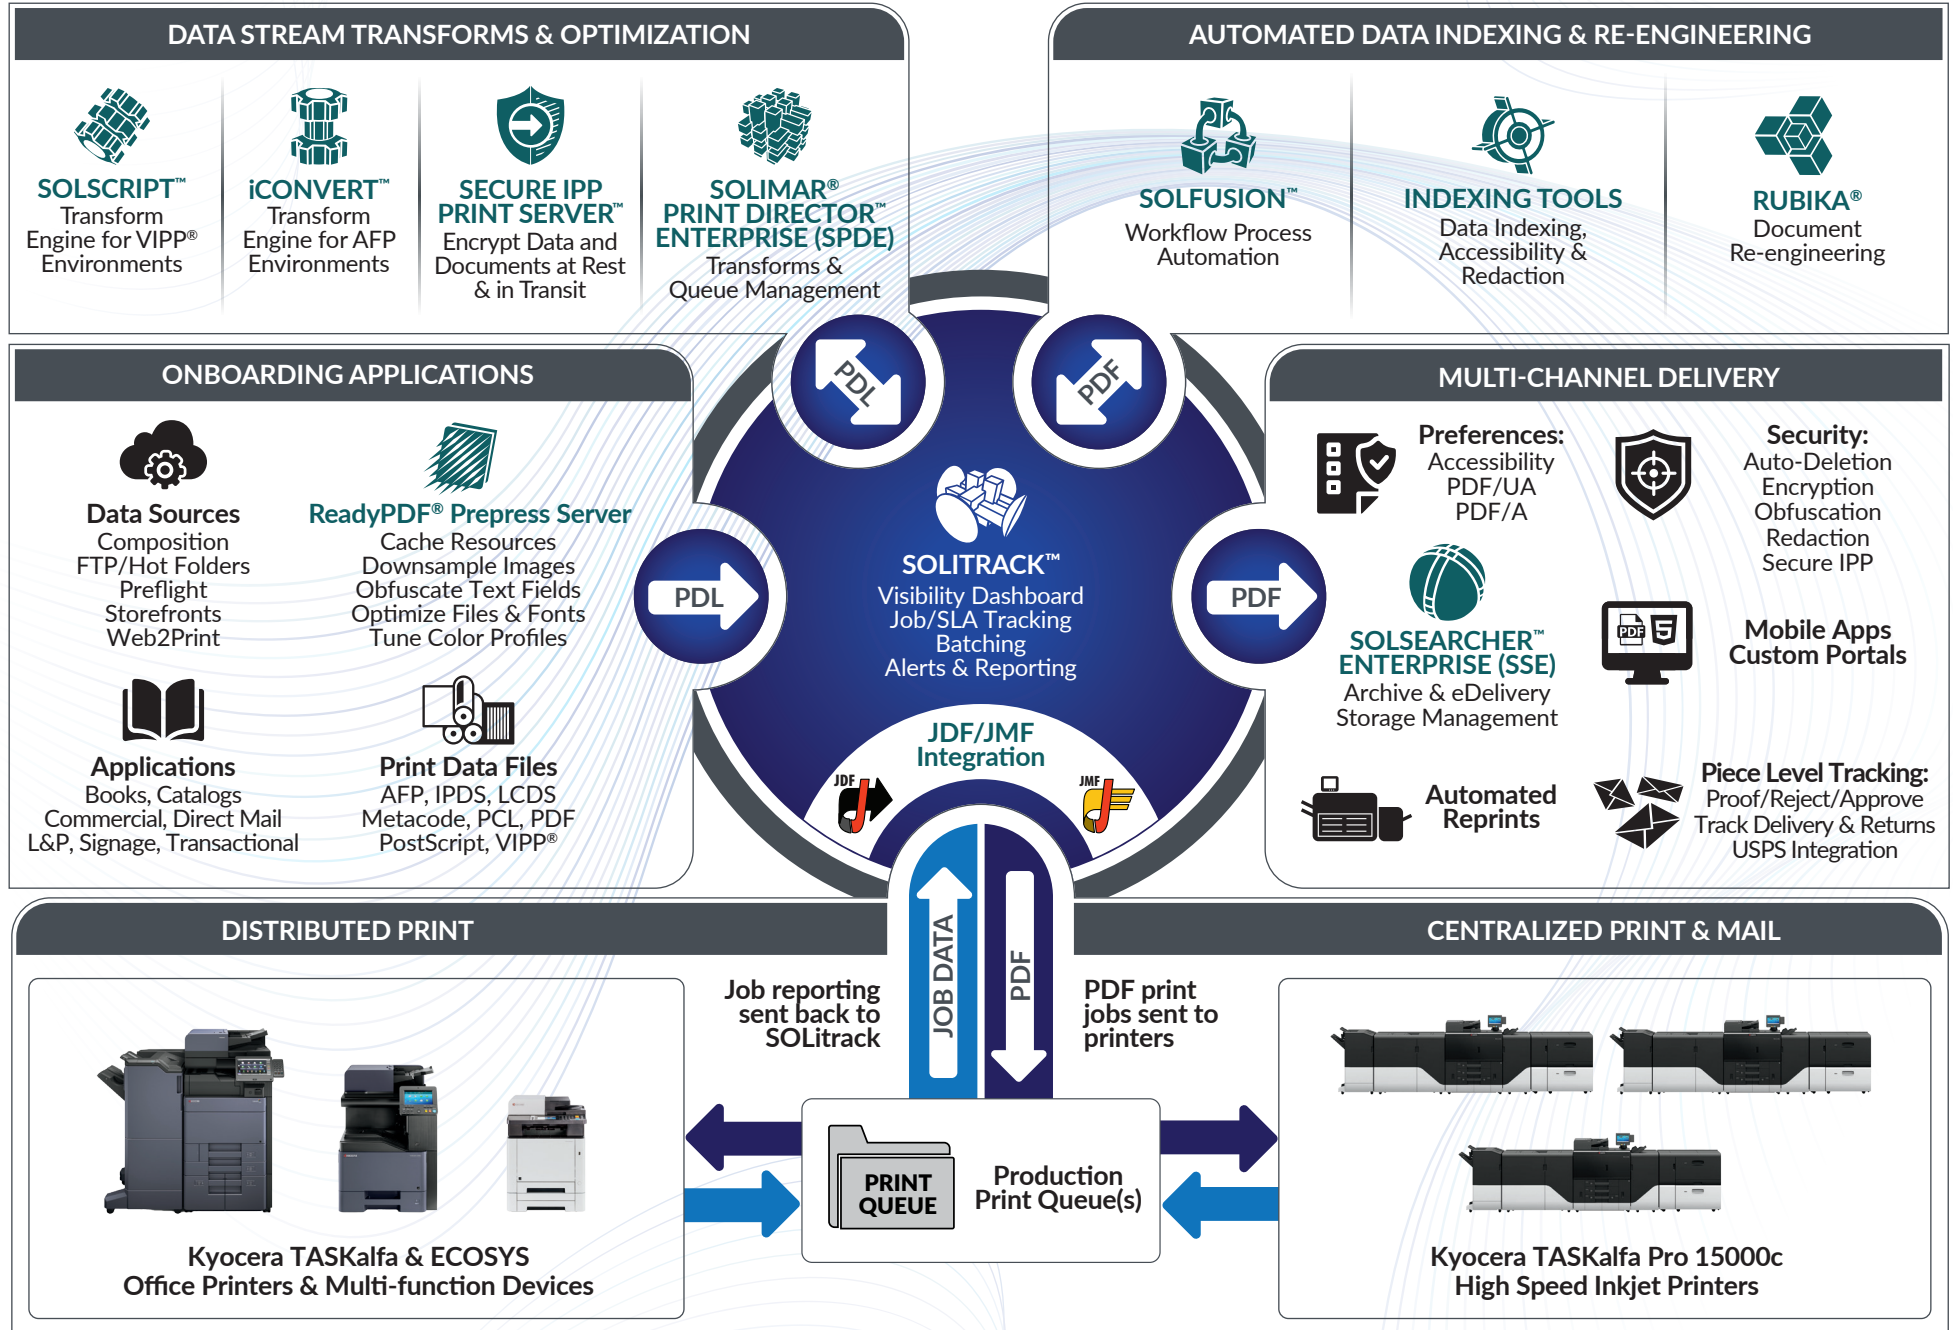 DATA STREAM TRANSFORMS & OPTIMIZATION
SOLSCRIPT™
Transform
Engine for VIPP®
Environments
iCONVERT™
Transform
Engine for AFP
Environments
SECURE IPP
PRINT SERVER™
Encrypt Data and
Documents at Rest
& in Transit
SOLIMAR®
PRINT DIRECTOR™
ENTERPRISE (SPDE)
Transforms &
Queue Management
AUTOMATED DATA INDEXING & RE-ENGINEERING
SOLFUSION™
Workflow Process
Automation
INDEXING TOOLS
Data Indexing,
Accessibility &
Redaction
RUBIKA®
Document
Re-engineering
PDL
PDF
ONBOARDING APPLICATIONS
Data Sources
Composition
FTP/Hot Folders
Preflight
Storefronts
Web2Print
ReadyPDF® Prepress Server
Cache Resources
Downsample Images
Obfuscate Text Fields
Optimize Files & Fonts
Tune Color Profiles
Applications
Books, Catalogs
Commercial, Direct Mail
L&P, Signage, Transactional
Print Data Files
AFP, IPDS, LCDS
Metacode, PCL, PDF
PostScript, VIPP®
PDL
SOLITRACK™
Visibility Dashboard
Job/SLA Tracking
Batching
Alerts & Reporting
JDF/JMF
Integration
JDF
JMF
PDF
MULTI-CHANNEL DELIVERY
Preferences:
Accessibility
PDF/UA
PDF/A
Security:
Auto-Deletion
Encryption
Obfuscation
Redaction
Secure IPP
SOLSEARCHER™
ENTERPRISE (SSE)
Archive & eDelivery
Storage Management
PDF
5
Mobile Apps
Custom Portals
Automated
Reprints
Piece Level Tracking:
Proof/Reject/Approve
Track Delivery & Returns
USPS Integration
DISTRIBUTED PRINT
CENTRALIZED PRINT & MAIL
Job reporting
sent back to
SOLitrack
JOB DATA
PDF
PDF print
jobs sent to
printers
PRINT
QUEUE
Production
Print Queue(s)
Kyocera TASKalfa & ECOSYS
Office Printers & Multi-function Devices
Kyocera TASKalfa Pro 15000c
High Speed Inkjet Printers